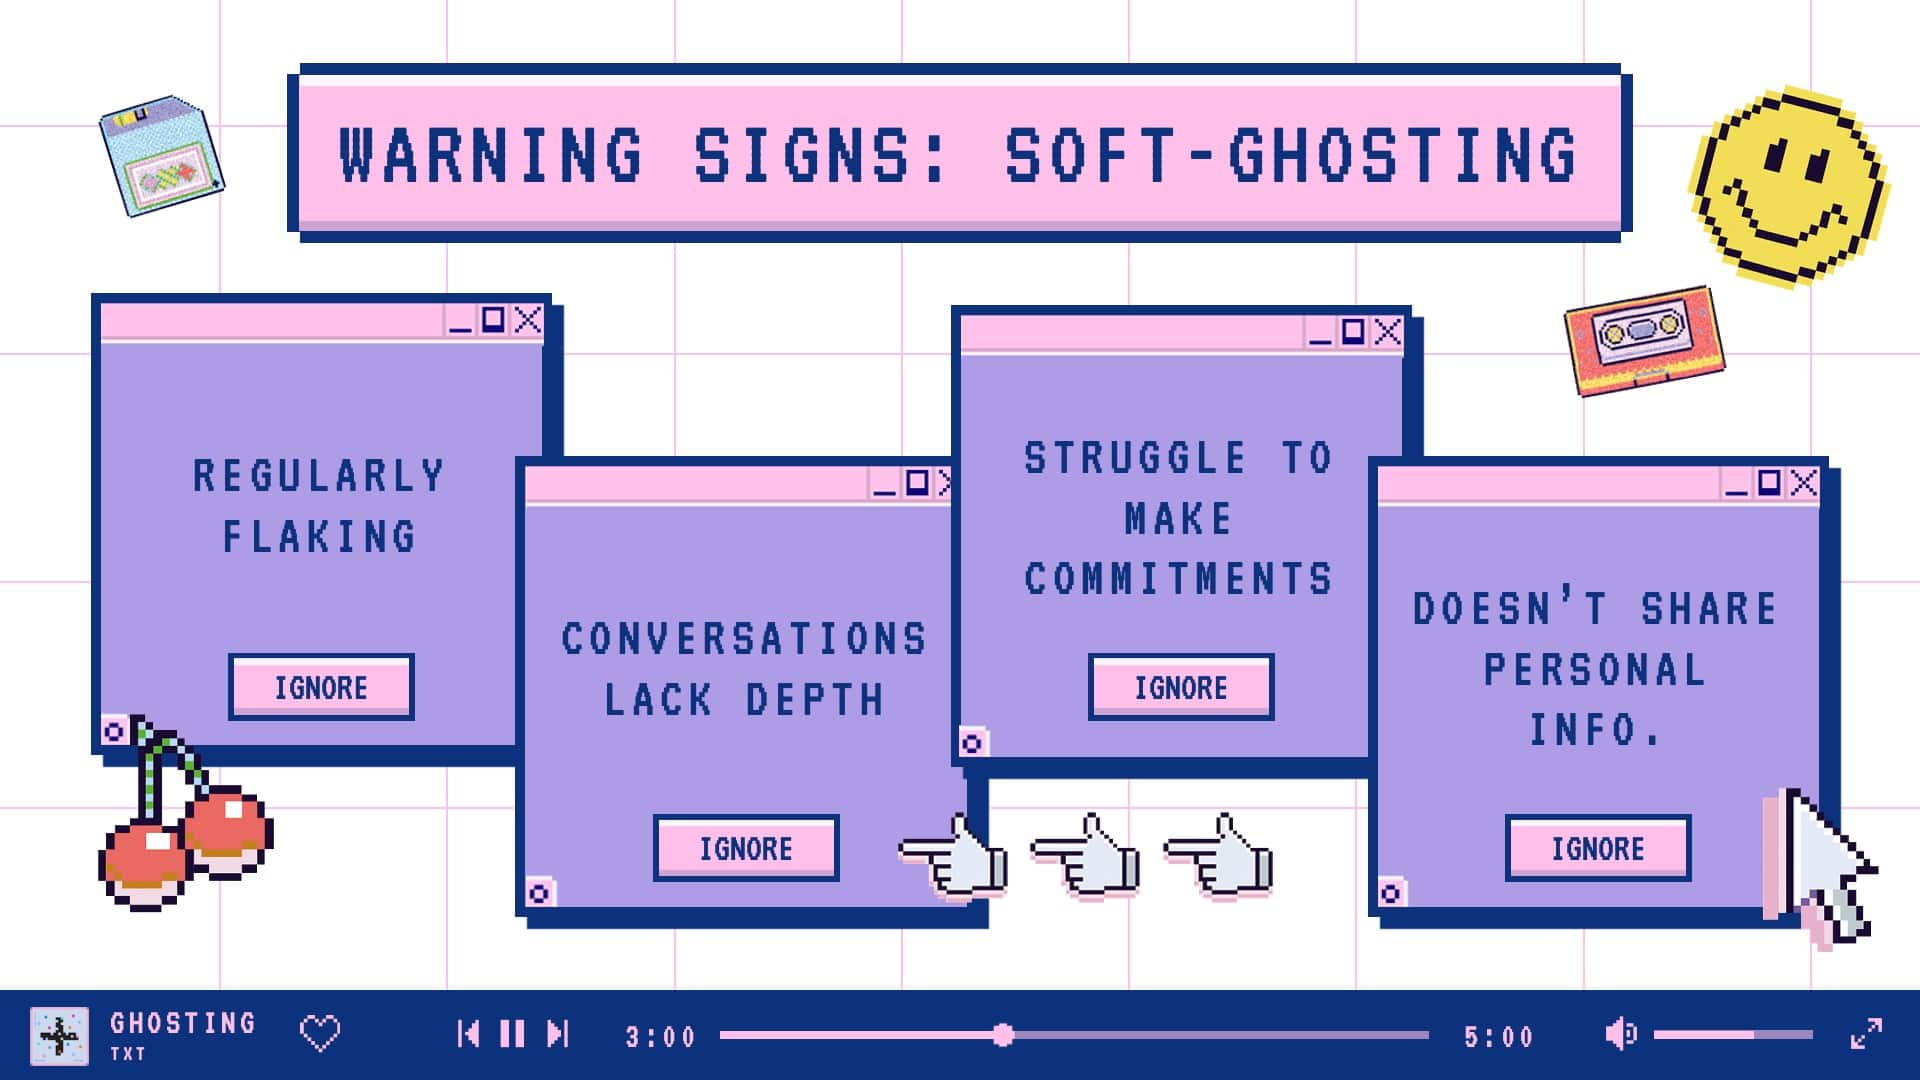 WARNING SIGNS: SOFT-GHOSTING
REGULARLY
FLAKING
IGNORE
CONVERSATIONS
LACK DEPTH
IGNORE
STRUGGLE TO
MAKE
COMMITMENTS
IGNORE
DOESN'T SHARE
PERSONAL
INFO.
IGNORE
GHOSTING
TXT
3:00
5:00